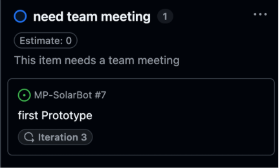 need team meeting 1
Estimate: 0
This item needs a team meeting
MP-SolarBot #7
first Prototype
Iteration 3